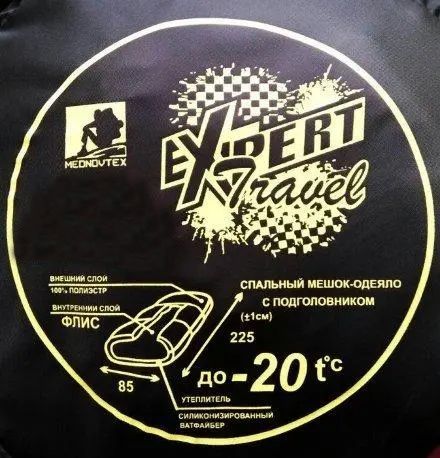 MEDNOVTEX
EXPERT
Travel
ВНЕШНИЙ СЛОЙ
100% ПОЛИЭСТР
ВНУТРЕННИИ СЛОЙ
ФЛИС
СПАЛЬНЫЙ МЕШОК-ОДЕЯЛО
С ПОДГОЛОВНИКОМ
(±1см)
225
85
до -20 t°c
УТЕПЛИТЕЛЬ
СИЛИКОНИЗИРОВАННЫЙ
ВАТФАЙБЕР